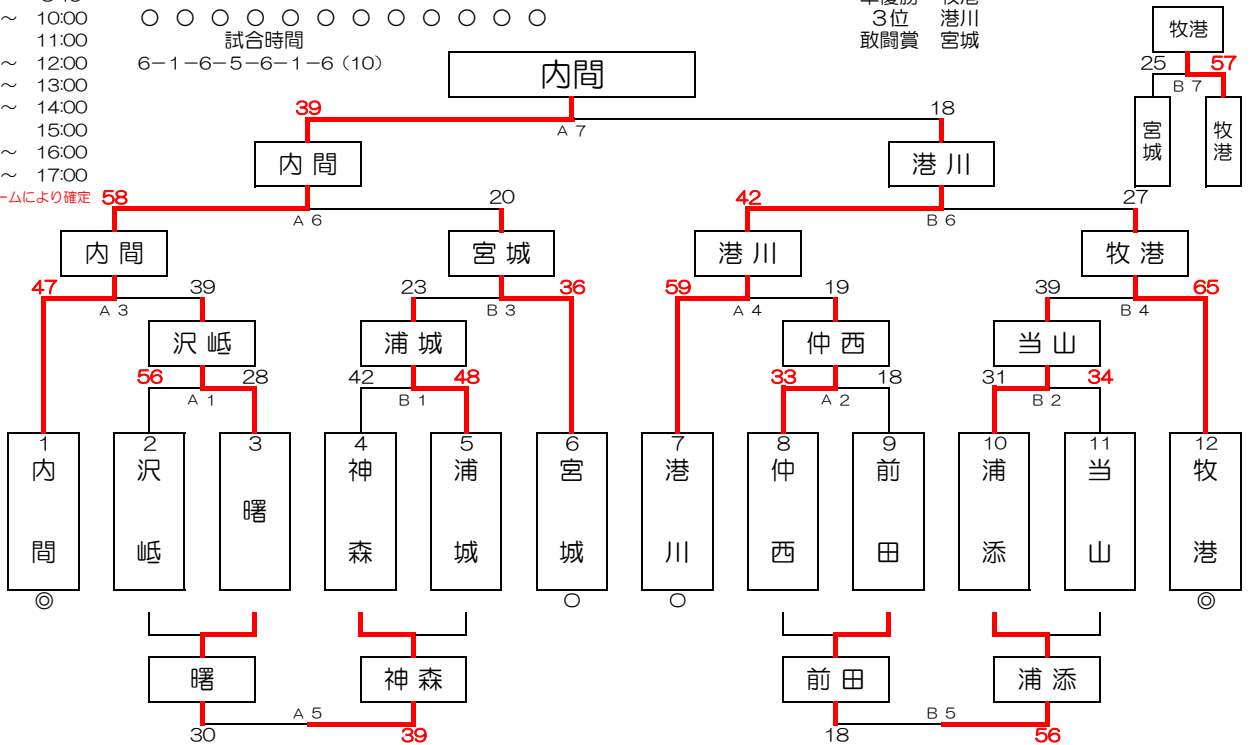 ～ 10:00 ○ ○ ○ ○ ○ ○ ○ ○ ○ ○ ○ ○
3位 港川
牧港
11:00 試合時間
敢闘賞 宮城
～ 12:00 6－1－6－5－6－1－6（10）
内間
25 57
～ 13:00
B 7
～ 14:00 39 18
宮城 牧港
15:00
A 7
～ 16:00
内間 港川
～ 17:00
ームにより確定 58 20 42 27
A 6 B 6
内間 宮城 港川 牧港
47 39 23 36 59 19 39 65
A 3 B 3 A 4 B 4
沢岻 浦城 仲西 当山
56 28 42 48 33 18 31 34
A 1 B 1 A 2 B 2
1 2 3 4 5 6 7 8 9 10 11 12
内間 沢岻 曙 神森 浦城 宮城 港川 仲西 前田 浦添 当山 牧港
◎ ○ ○ ◎
曙 神森 前田 浦添
A 5 B 5
30 39 18 56